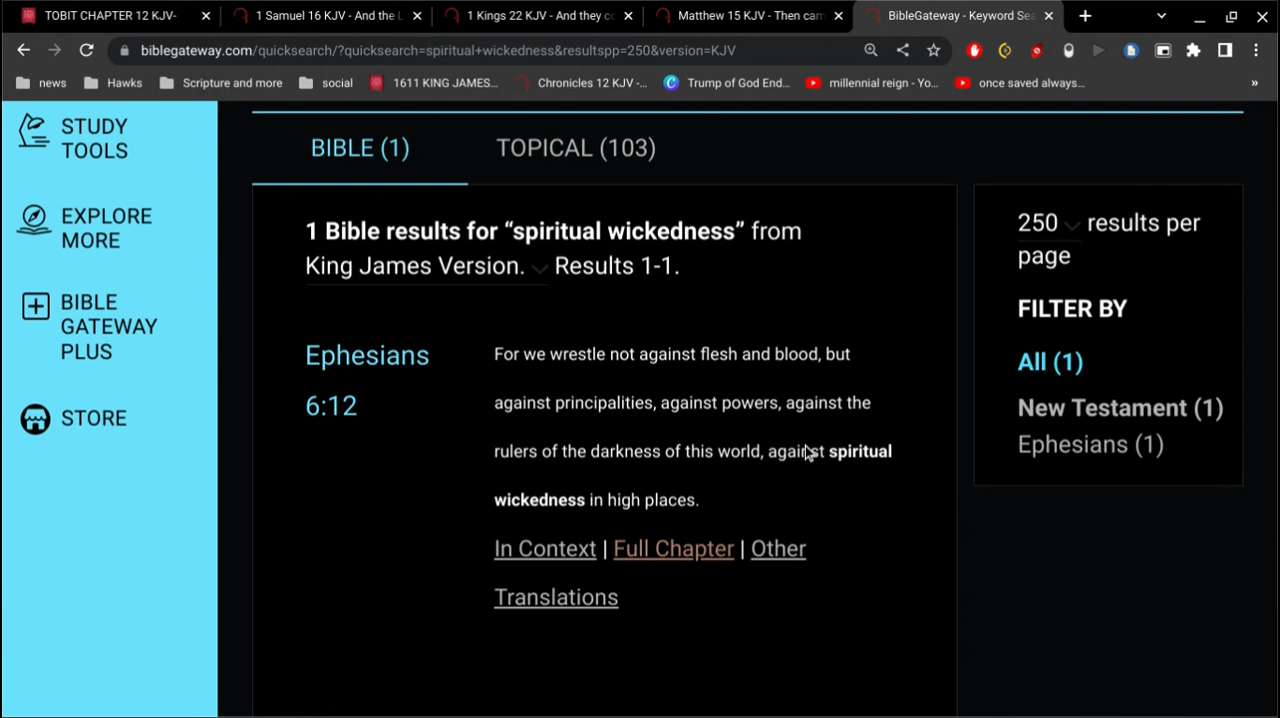 TOBIT CHAPTER 12 KJV-
1 Samuel 16 KJV - And the L
1 Kings 22 KJV - And they co
Matthew 15 KJV - Then cam
BibleGateway - Keyword Sea
biblegateway.com/quicksearch/?quicksearch=spiritual+wickedness&resultspp=250&version=KJV
news
Hawks
Scripture and more
social
1611 KING JAMES...
Chronicles 12 KJV -...
Trump of God End...
millennial reign - Yo...
once saved always...
»
STUDY
TOOLS
EXPLORE
MORE
BIBLE
GATEWAY
PLUS
STORE
BIBLE (1)
TOPICAL (103)
1 Bible results for “spiritual wickedness” from
King James Version. Results 1-1.
Ephesians
6:12
For we wrestle not against flesh and blood, but
against principalities, against powers, against the
rulers of the darkness of this world, against spiritual
wickedness in high places.
In Context | Full Chapter | Other
Translations
250 results per
page
FILTER BY
All (1)
New Testament (1)
Ephesians (1)